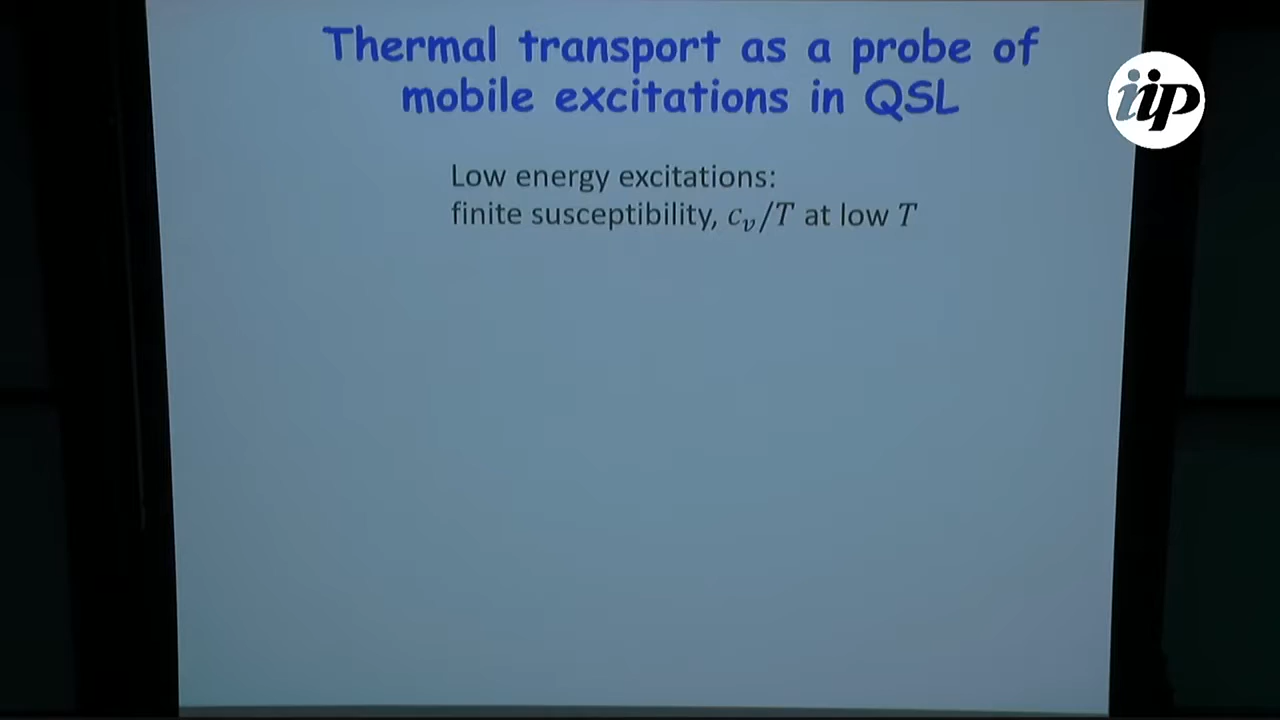 Thermal transport as a probe of
mobile excitations in QSL
iip
Low energy excitations:
finite susceptibility, $c_v/T$ at low $T$